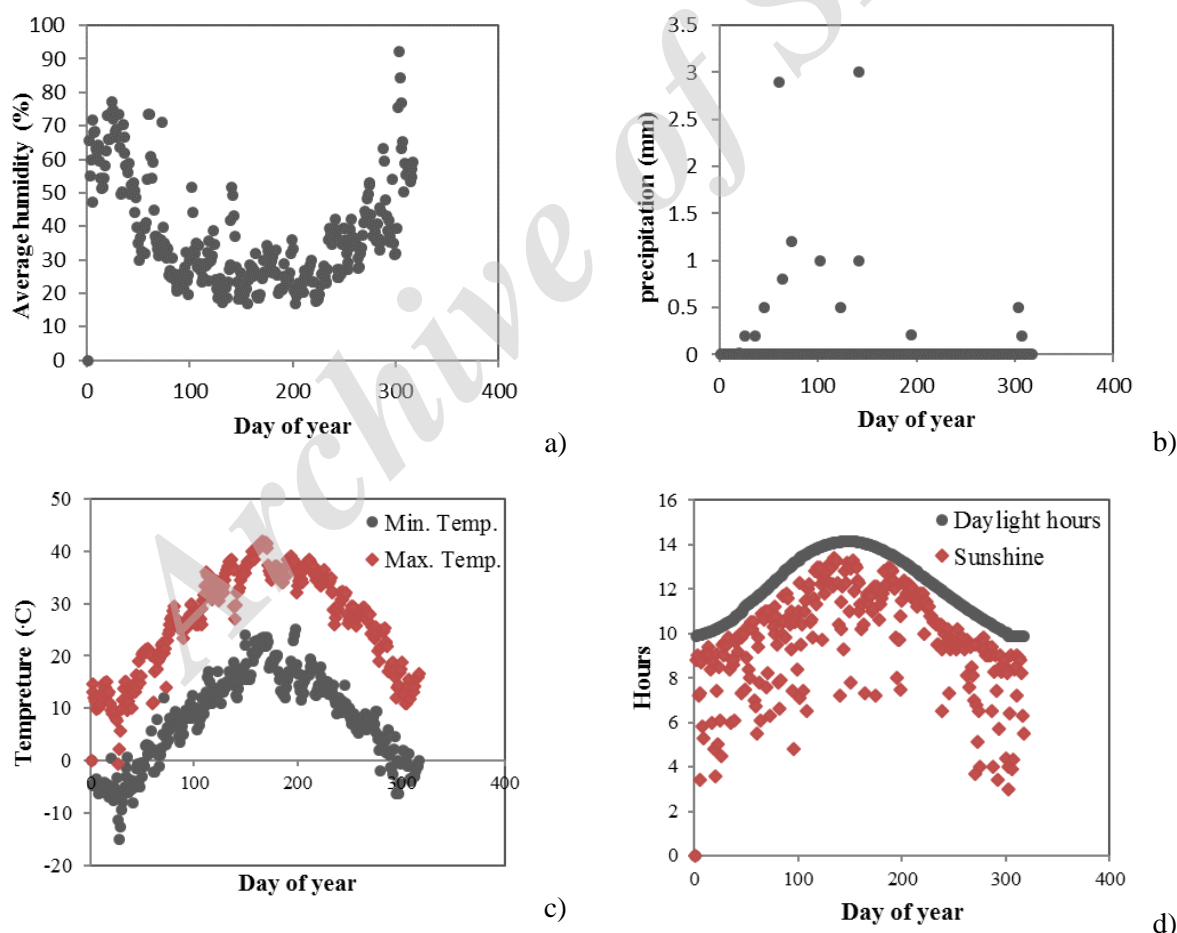 100
90
80
70
60
50
40
30
20
10
0
0 100 200 300 400
Average humidity (%)
Day of year
a)
3.5
3
2.5
2
1.5
1
0.5
0
0 100 200 300 400
precipitation (mm)
Day of year
b)
50
40
30
20
10
0
-10
-20
0 100 200 300 400
Min. Temp.
Max. Temp.
Tempreture (·C)
Day of year
c)
16
14
12
10
8
6
4
2
0
0 100 200 300 400
Daylight hours
Sunshine
Hours
Day of year
d)
Archive of S